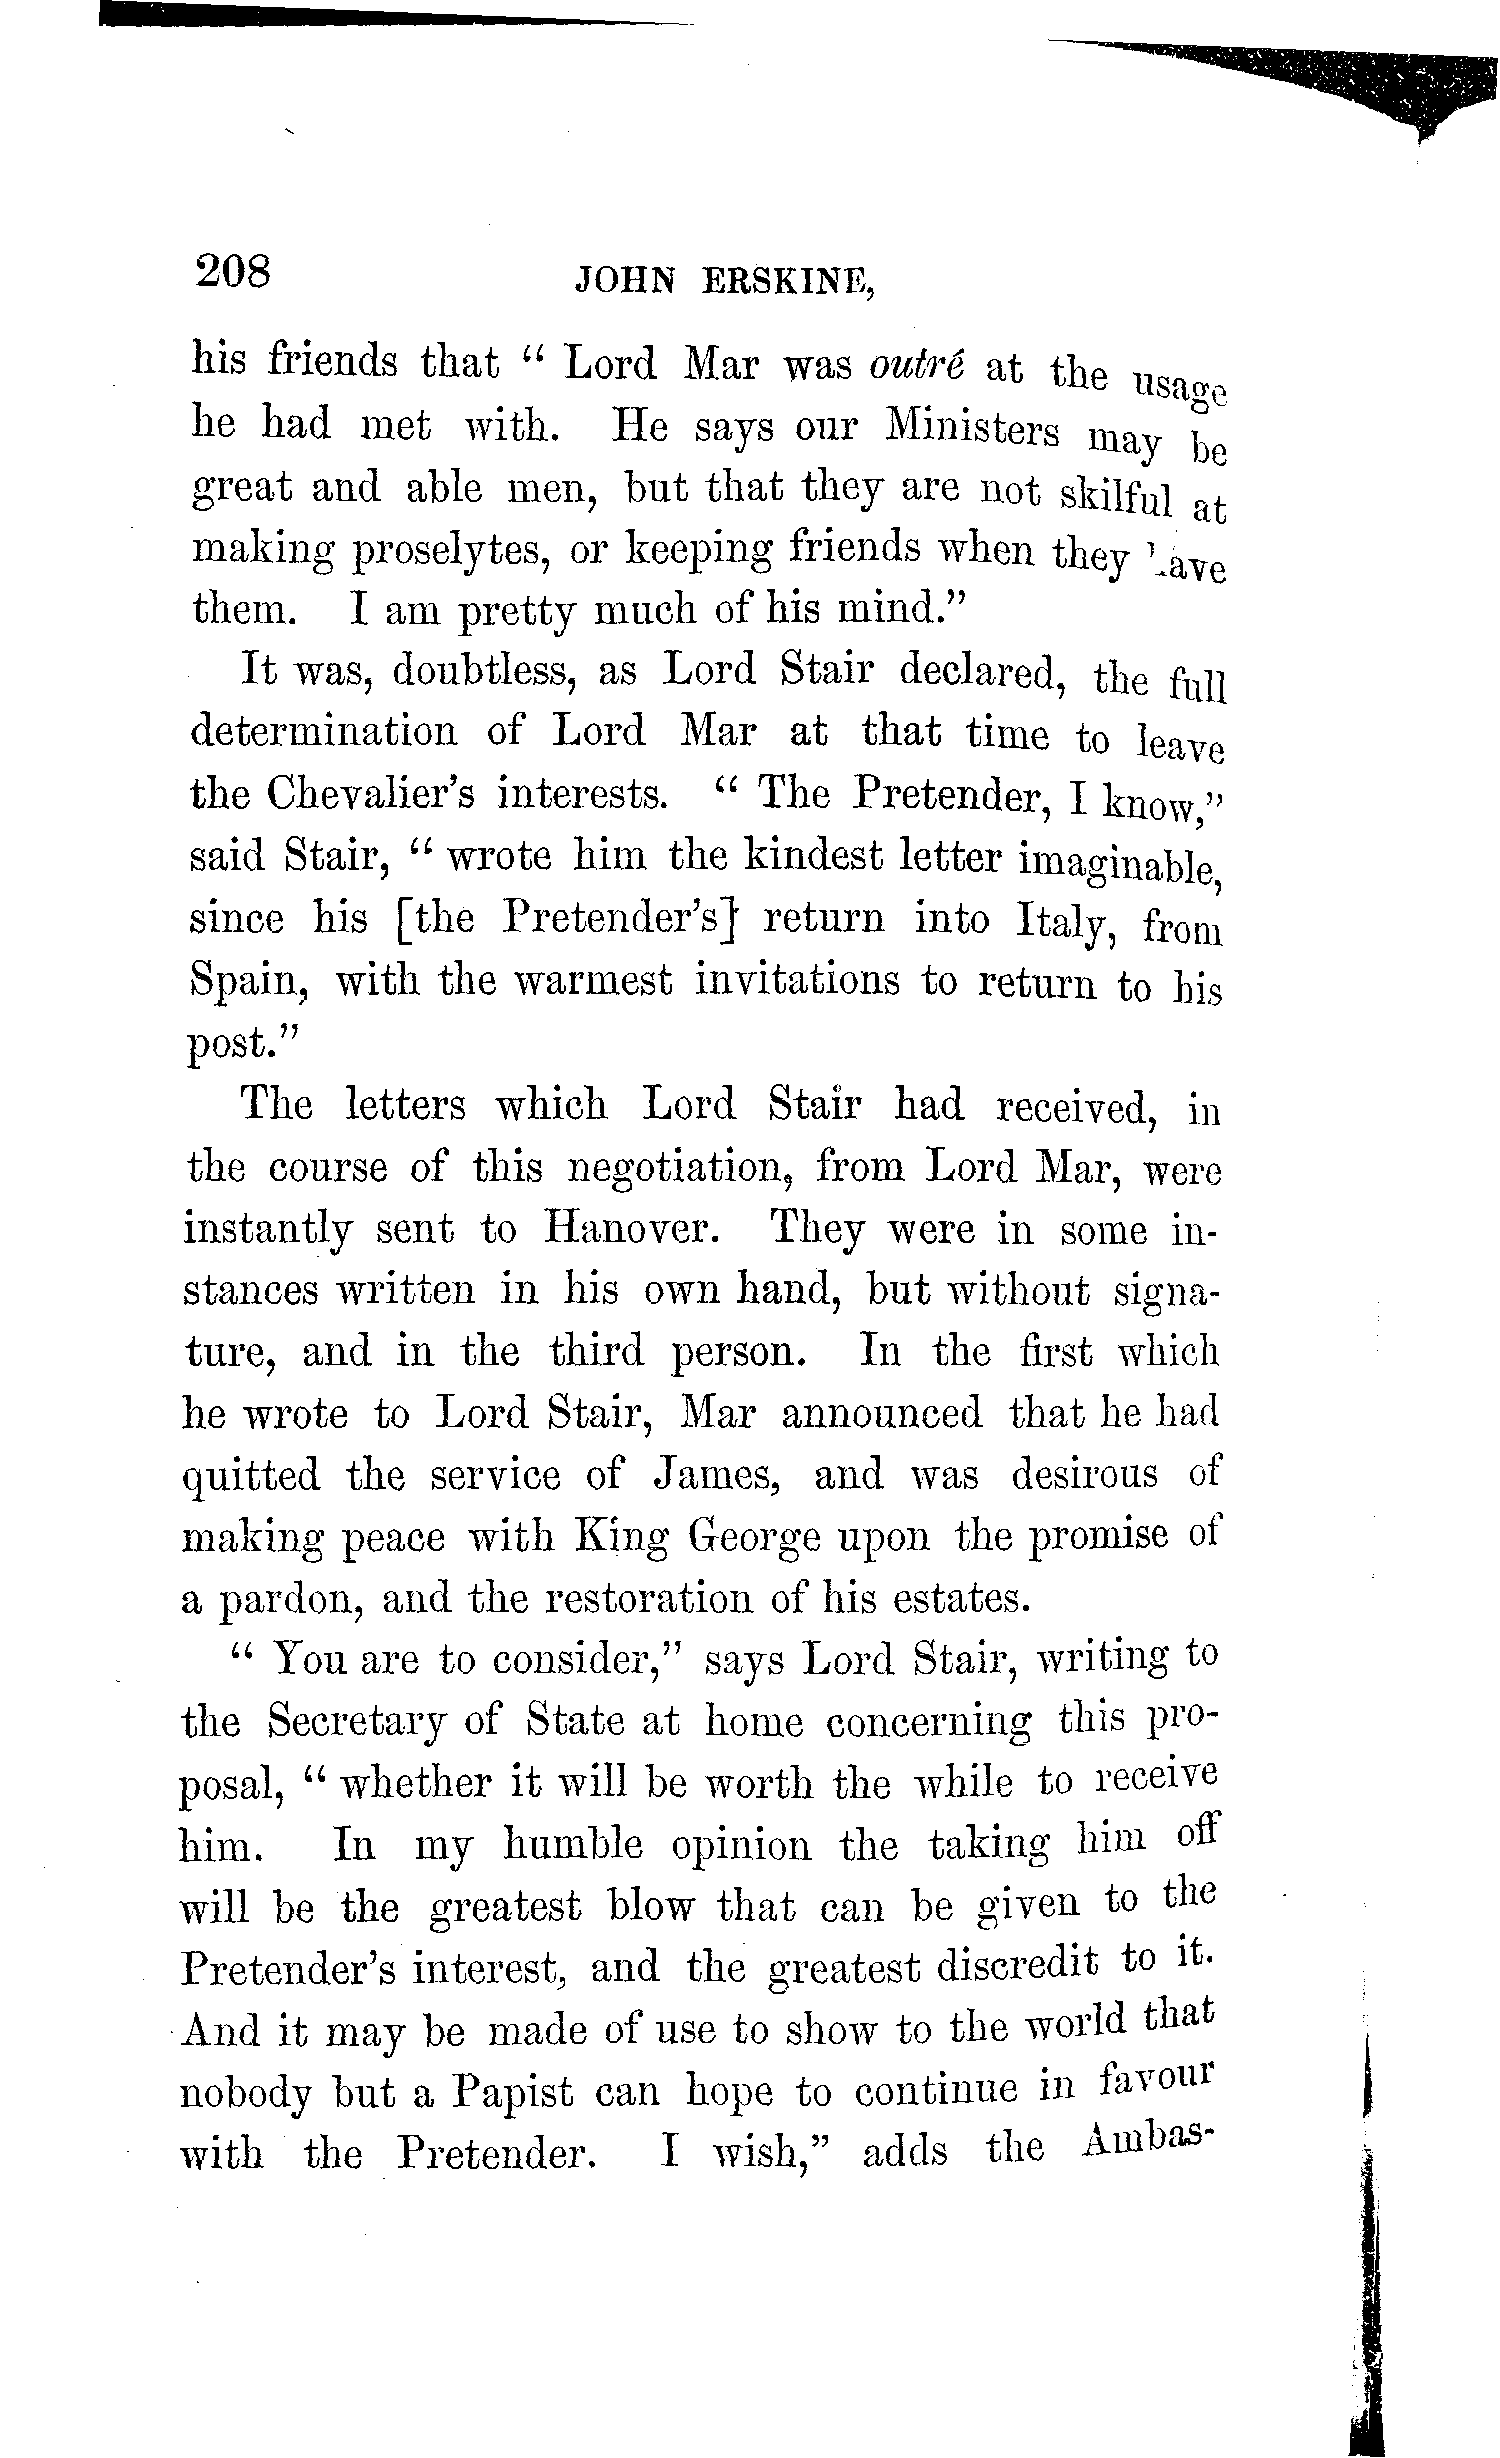 208 JOHN ERSKINE,
his friends that “ Lord Mar was outré at the usage
he had met with. He says our Ministers may be
great and able men, but that they are not skilful at
making proselytes, or keeping friends when they have
them. I am pretty much of his mind.”
It was, doubtless, as Lord Stair declared, the full
determination of Lord Mar at that time to leave
the Chevalier’s interests. “ The Pretender, I know,”
said Stair, “ wrote him the kindest letter imaginable,
since his [the Pretender’s] return into Italy, from
Spain, with the warmest invitations to return to his
post.”
The letters which Lord Stair had received, in
the course of this negotiation, from Lord Mar, were
instantly sent to Hanover. They were in some in-
stances written in his own hand, but without signa-
ture, and in the third person. In the first which
he wrote to Lord Stair, Mar announced that he had
quitted the service of James, and was desirous of
making peace with King George upon the promise of
a pardon, and the restoration of his estates.
“ You are to consider,” says Lord Stair, writing to
the Secretary of State at home concerning this pro-
posal, “ whether it will be worth the while to receive
him. In my humble opinion the taking him off
will be the greatest blow that can be given to the
Pretender’s interest, and the greatest discredit to it.
And it may be made of use to show to the world that
nobody but a Papist can hope to continue in favour
with the Pretender. I wish,” adds the Ambas-